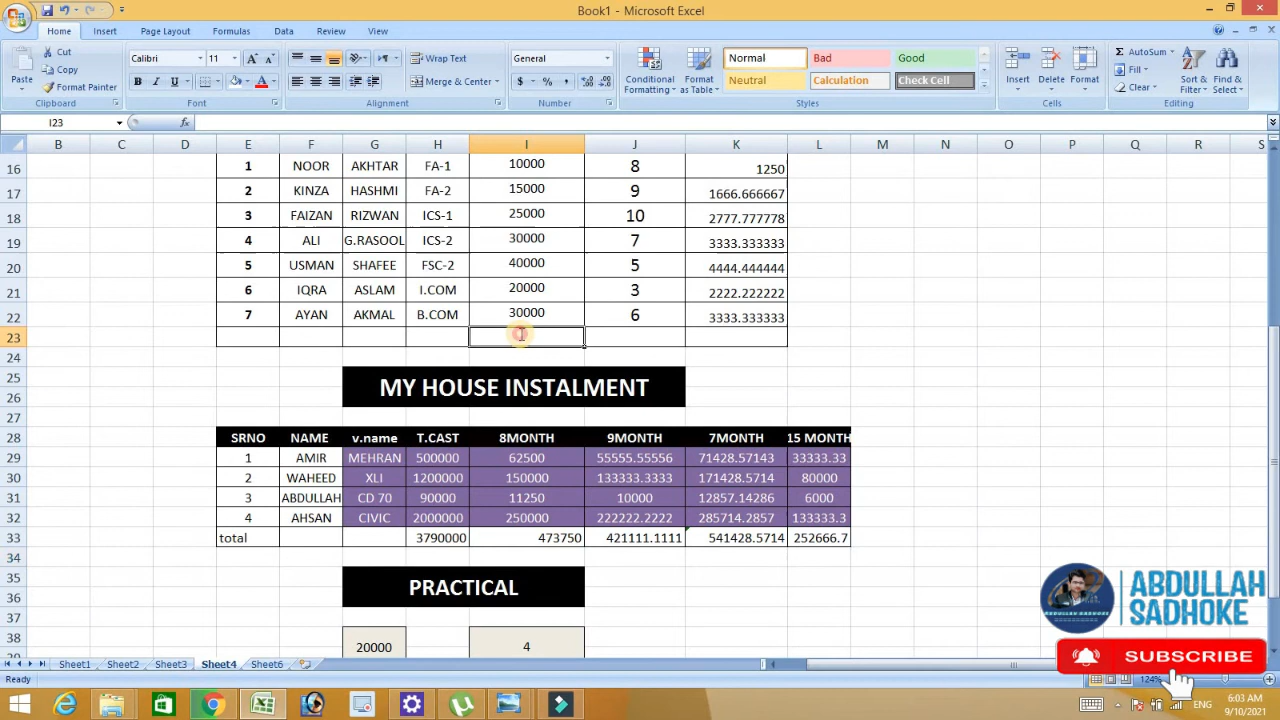 Book1 - Microsoft Excel
Home Insert Page Layout Formulas Data Review View
Paste Cut Copy Format Painter Clipboard
Calibri 11 B I U Font
Wrap Text Merge & Center Alignment
General $ % , Number
Conditional Formatting Format as Table
Normal Bad Good
Neutral Calculation Check Cell
Styles
Insert Delete Format Cells
AutoSum Fill Clear Sort & Filter Find & Select Editing
I23 fx
B C D E F G H I J K L M N O P Q R S
16 1 NOOR AKHTAR FA-1 10000 8 1250
17 2 KINZA HASHMI FA-2 15000 9 1666.666667
18 3 FAIZAN RIZWAN ICS-1 25000 10 2777.777778
19 4 ALI G.RASOOL ICS-2 30000 7 3333.333333
20 5 USMAN SHAFEE FSC-2 40000 5 4444.444444
21 6 IQRA ASLAM I.COM 20000 3 2222.222222
22 7 AYAN AKMAL B.COM 30000 6 3333.333333
23
24
25
MY HOUSE INSTALMENT
26
27
28 SRNO NAME v.name T.CAST 8MONTH 9MONTH 7MONTH 15 MONTH
29 1 AMIR MEHRAN 500000 62500 55555.55556 71428.57143 33333.33
30 2 WAHEED XLI 1200000 150000 133333.3333 171428.5714 80000
31 3 ABDULLAH CD 70 90000 11250 10000 12857.14286 6000
32 4 AHSAN CIVIC 2000000 250000 222222.2222 285714.2857 133333.3
33 total 3790000 473750 421111.1111 541428.5714 252666.7
34
35
PRACTICAL
36
37
38 20000 4
ABDULLAH
SADHOKE
SUBSCRIBE
Sheet1 Sheet2 Sheet3 Sheet4 Sheet6
Ready 124%
ENG 6:03 AM
9/10/2021